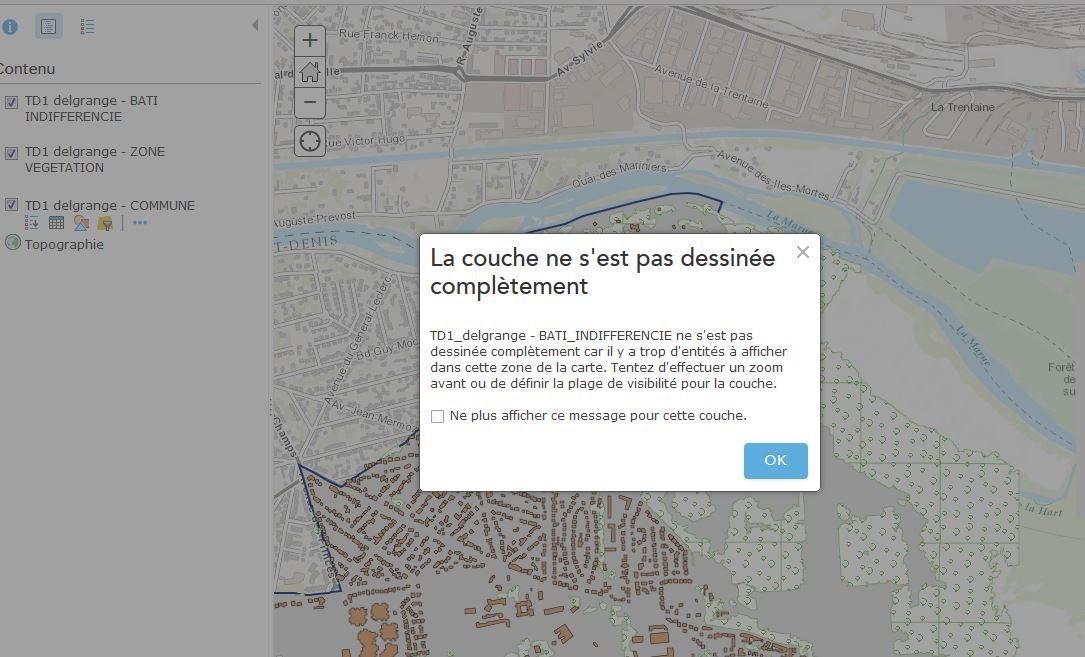 Contenu
TD1 delgrange - BATI
INDIFFERENCIE
TD1 delgrange - ZONE
VEGETATION
TD1 delgrange - COMMUNE
Topographie
Rue Franck Hemon
R. Auguste
Av Sylvie
Avenue de la Trentaine
La Trentaine
Rue Victor Hugo
Quai des Mariniers
Avenue des Iles-Mortes
Auguste Prevost
T-DENIS
La Marne
La couche ne s'est pas dessinée
complètement
TD1_delgrange - BATI_INDIFFERENCIE ne s'est pas
dessinée complètement car il y a trop d'entités à afficher
dans cette zone de la carte. Tentez d'effectuer un zoom
avant ou de définir la plage de visibilité pour la couche.
Ne plus afficher ce message pour cette couche.
OK
Avenue du General-Leclerc
Bd Guy Moc
Av. Jean-Mermo
Champs
La Marne
Forêt
de
su
la Hart